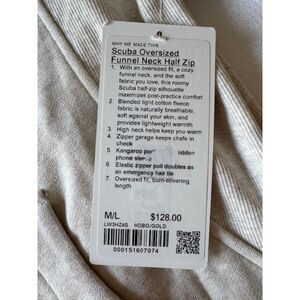 WHY WE MADE THIS
Scuba Oversized
Funnel Neck Half Zip
1. With an oversized fit, a cozy
funnel neck, and the soft
fabric you love, this roomy
Scuba half-zip silhouette
maximizes post-practice comfort
2. Blended light cotton fleece
fabric is naturally breathable,
soft against your skin, and
provides lightweight warmth
3. High neck helps keep you warm
4. Zipper garage keeps chafe in
check
5. Kangaroo idden
phone
6. Elastic zipper pull doubles as
an emergency hair tie
7. Oversized fit, bum-covering
length
M/L $128.00
LW3HZ4S HDBO/GOLD
000151607074